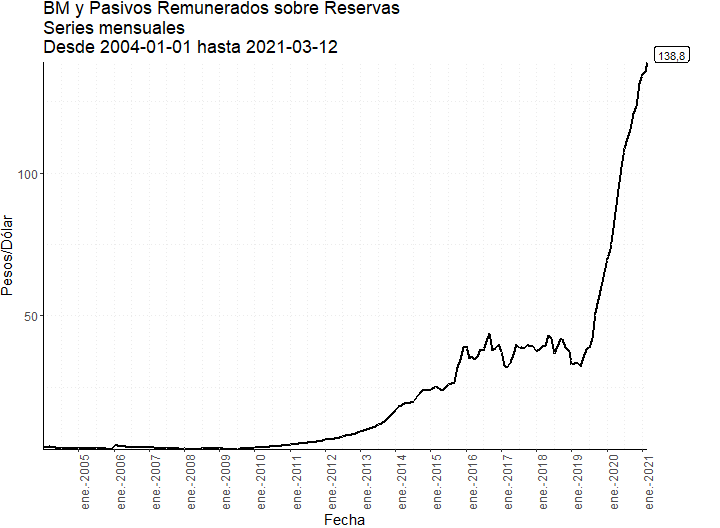 BM y Pasivos Remunerados sobre Reservas
Series mensuales
Desde 2004-01-01 hasta 2021-03-12
138,8
100
50
Pesos/Dólar
ene.-2005
ene.-2006
ene.-2007
ene.-2008
ene.-2009
ene.-2010
ene.-2011
ene.-2012
ene.-2013
ene.-2014
ene.-2015
ene.-2016
ene.-2017
ene.-2018
ene.-2019
ene.-2020
ene.-2021
Fecha